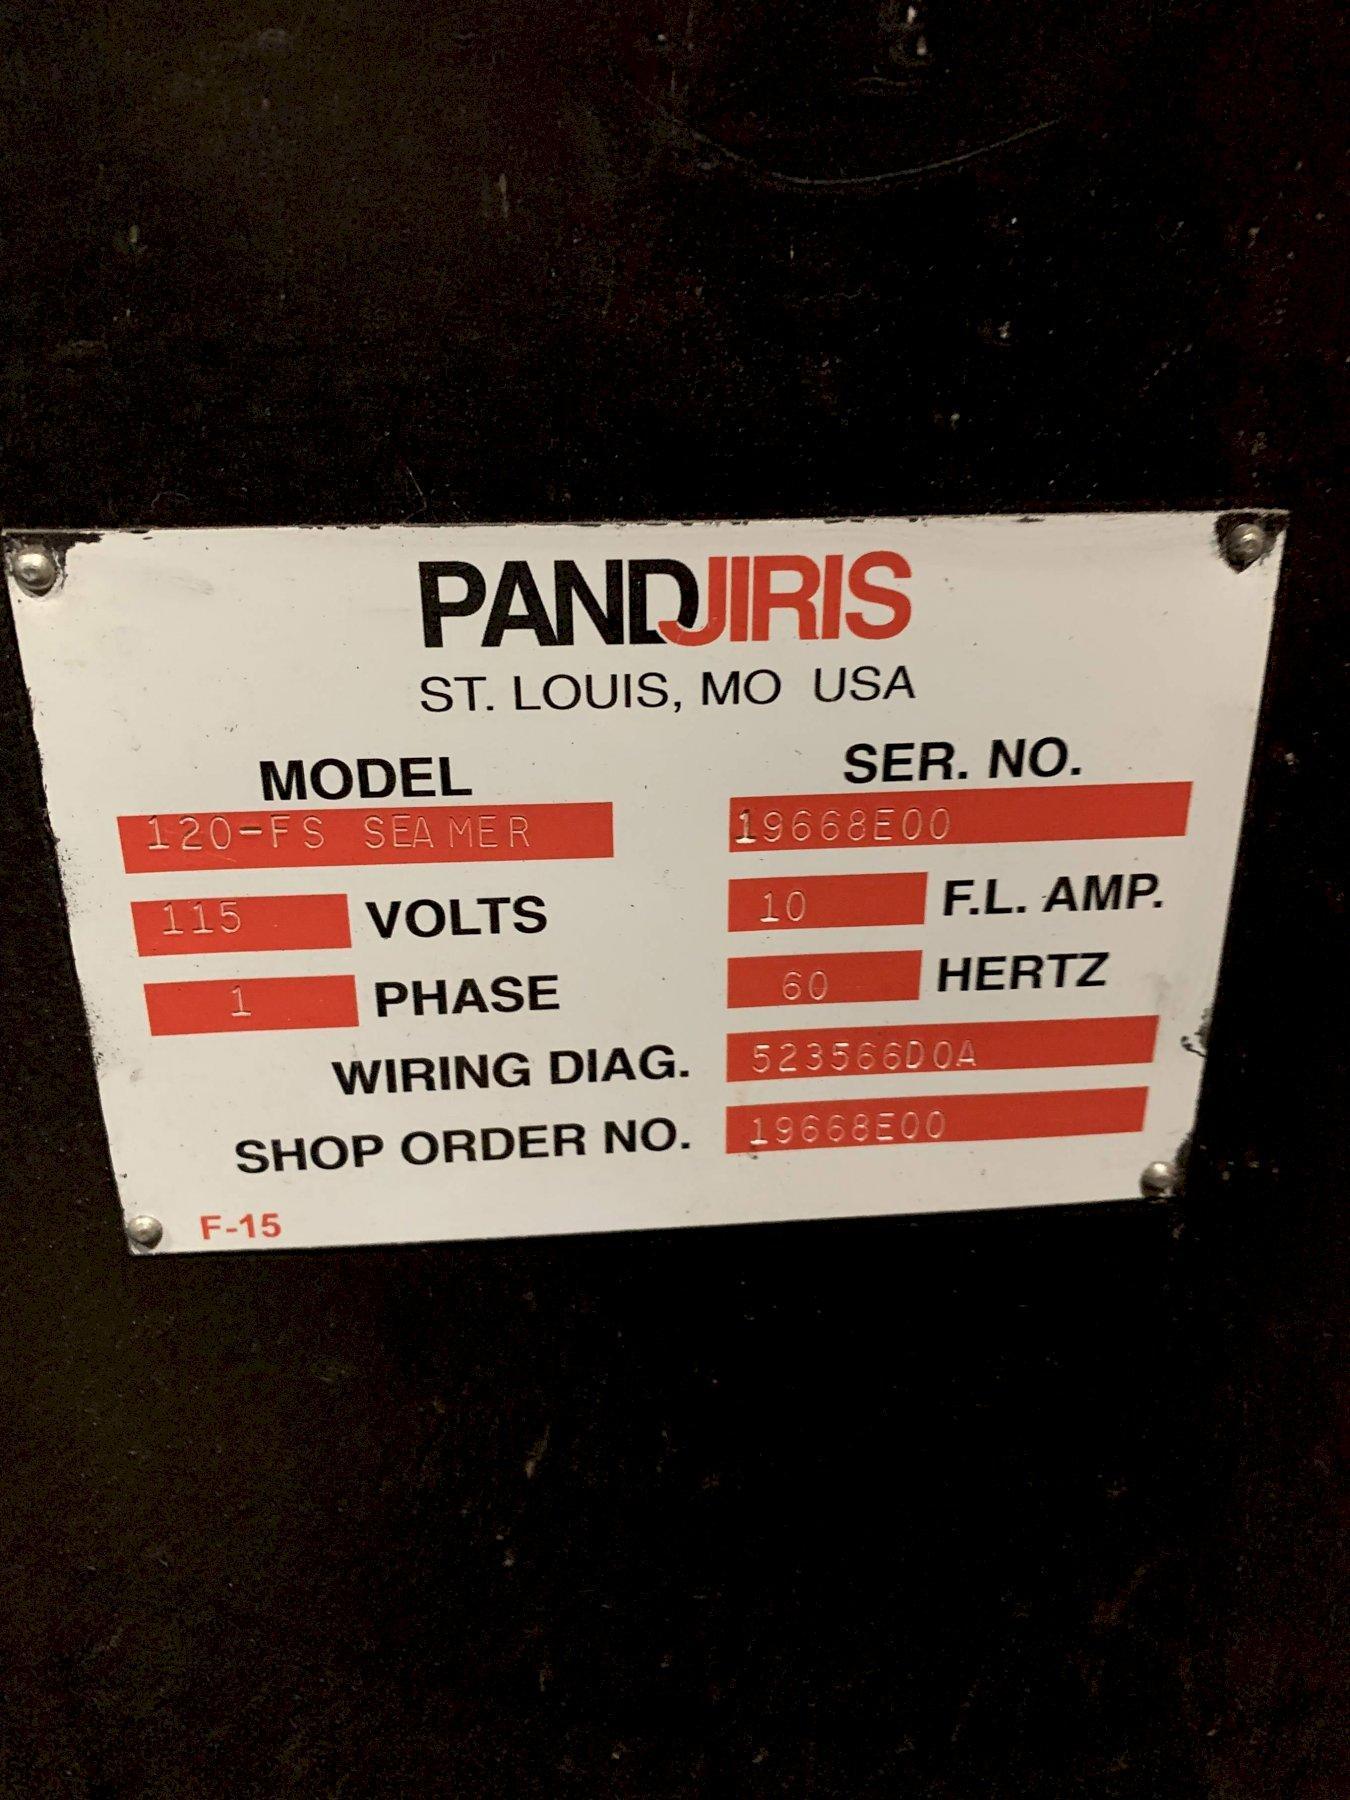 PANDJIRIS
ST. LOUIS, MO USA
MODEL
120-FS SEAMER
SER. NO.
19668E00
115 VOLTS
10 F.L. AMP.
1 PHASE
60 HERTZ
WIRING DIAG. 523566D0A
SHOP ORDER NO. 19668E00
F-15